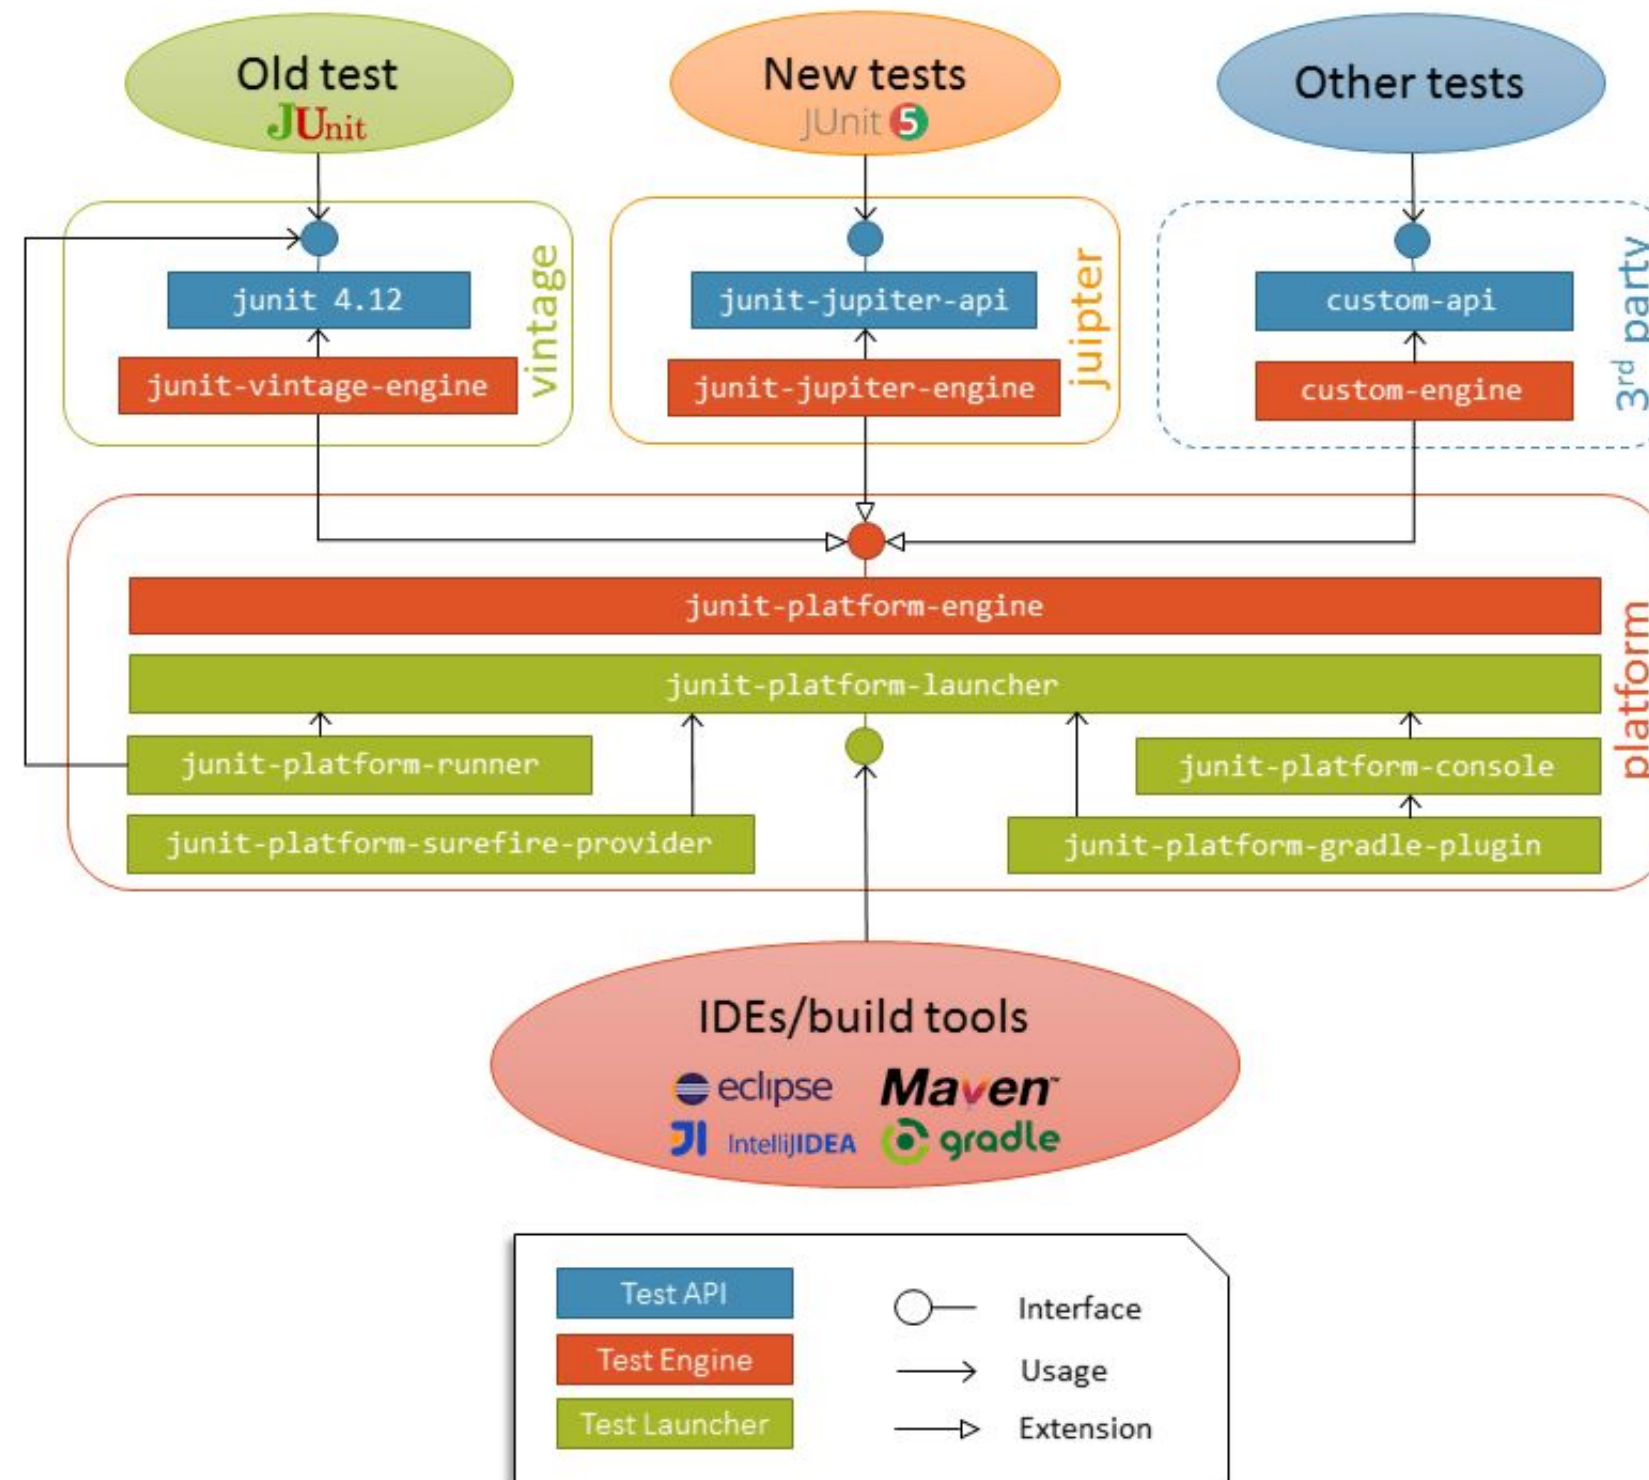 Old test
JUnit
New tests
JUnit 5
Other tests
junit 4.12
junit-vintage-engine
vintage
junit-jupiter-api
junit-jupiter-engine
juipter
custom-api
custom-engine
3rd party
junit-platform-engine
junit-platform-launcher
junit-platform-runner
junit-platform-console
junit-platform-surefire-provider
junit-platform-gradle-plugin
platform
IDEs/build tools
eclipse
Maven™
JI IntelliJIDEA
gradle
Test API
Interface
Test Engine
Usage
Test Launcher
Extension